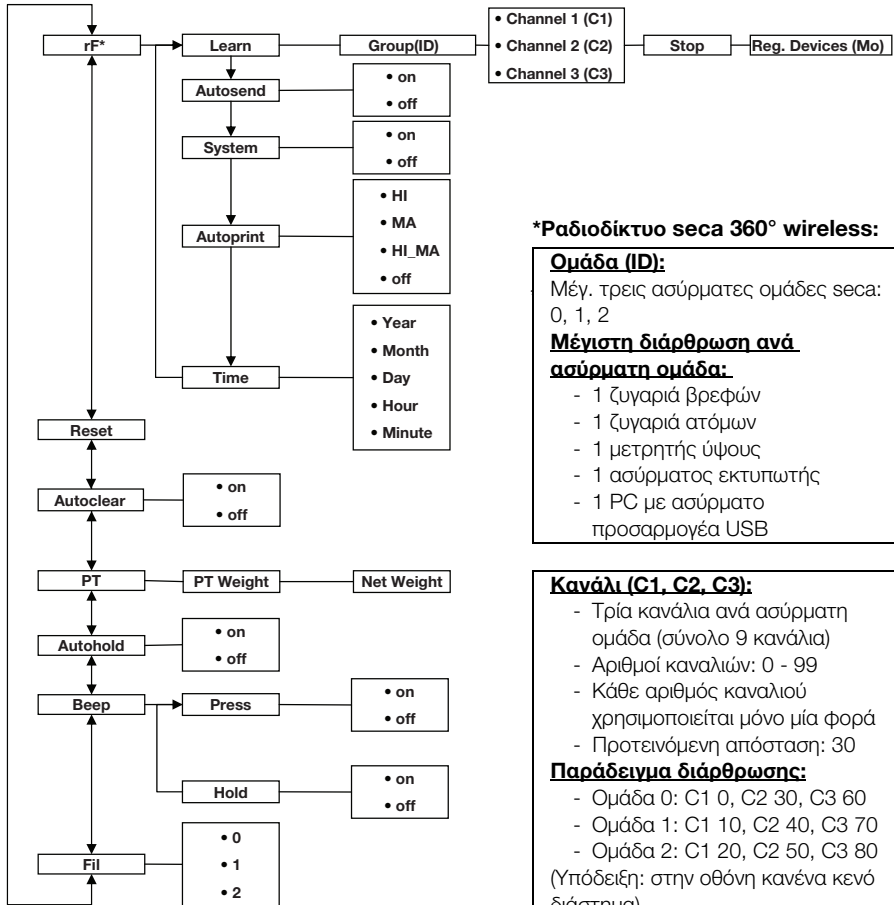 rF*
Learn
Group(ID)
• Channel 1 (C1)
• Channel 2 (C2)
• Channel 3 (C3)
Stop
Reg. Devices (Mo)
Autosend
• on
• off
System
• on
• off
Autoprint
• HI
• MA
• HI_MA
• off
Time
• Year
• Month
• Day
• Hour
• Minute
Reset
Autoclear
• on
• off
PT
PT Weight
Net Weight
Autohold
• on
• off
Beep
Press
• on
• off
Hold
• on
• off
Fil
• 0
• 1
• 2
*Ραδιοδίκτυο seca 360° wireless:
Ομάδα (ID):
Μέγ. τρεις ασύρματες ομάδες seca:
0, 1, 2
Μέγιστη διάρθρωση ανά
ασύρματη ομάδα:
- 1 ζυγαριά βρεφών
- 1 ζυγαριά ατόμων
- 1 μετρητής ύψους
- 1 ασύρματος εκτυπωτής
- 1 PC με ασύρματο
προσαρμογέα USB
Κανάλι (C1, C2, C3):
- Τρία κανάλια ανά ασύρματη
ομάδα (σύνολο 9 κανάλια)
- Αριθμοί καναλιών: 0 - 99
- Κάθε αριθμός καναλιού
χρησιμοποιείται μόνο μία φορά
- Προτεινόμενη απόσταση: 30
Παράδειγμα διάρθρωσης:
- Ομάδα 0: C1 0, C2 30, C3 60
- Ομάδα 1: C1 10, C2 40, C3 70
- Ομάδα 2: C1 20, C2 50, C3 80
(Υπόδειξη: στην οθόνη κανένα κενό
διάστημα)